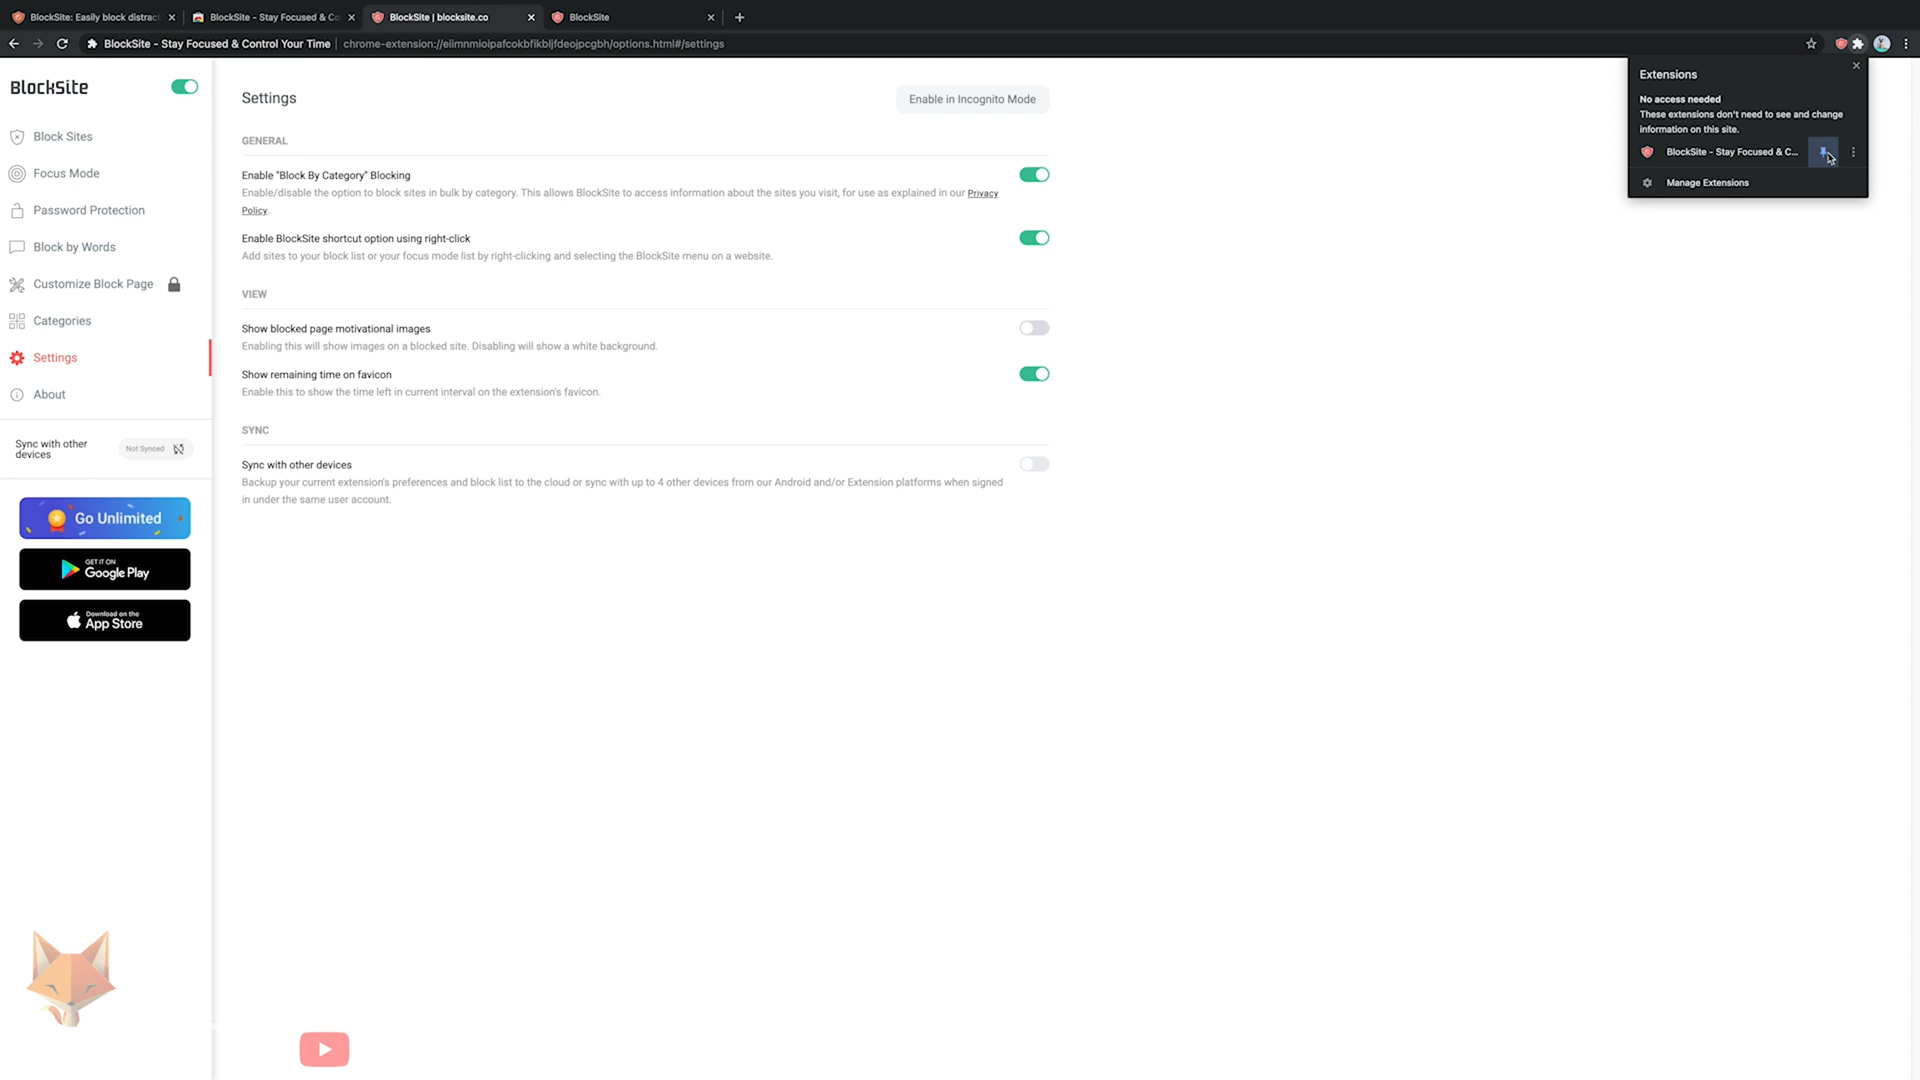 BlockSite: Easily block distract
BlockSite - Stay Focused & Co
BlockSite | blocksite.co
BlockSite
BlockSite - Stay Focused & Control Your Time
chrome-extension://eiimnmioipafcokbfikbljfdeojpcgbh/options.html#/settings
BlockSite
Block Sites
Focus Mode
Password Protection
Block by Words
Customize Block Page
Categories
Settings
About
Sync with other
devices
Not Synced
Go Unlimited
GET IT ON
Google Play
Download on the
App Store
Settings
Enable in Incognito Mode
GENERAL
Enable "Block By Category" Blocking
Enable/disable the option to block sites in bulk by category. This allows BlockSite to access information about the sites you visit, for use as explained in our Privacy
Policy.
Enable BlockSite shortcut option using right-click
Add sites to your block list or your focus mode list by right-clicking and selecting the BlockSite menu on a website.
VIEW
Show blocked page motivational images
Enabling this will show images on a blocked site. Disabling will show a white background.
Show remaining time on favicon
Enable this to show the time left in current interval on the extension's favicon.
SYNC
Sync with other devices
Backup your current extension's preferences and block list to the cloud or sync with up to 4 other devices from our Android and/or Extension platforms when signed
in under the same user account.
Extensions
No access needed
These extensions don't need to see and change
information on this site.
BlockSite - Stay Focused & C...
Manage Extensions